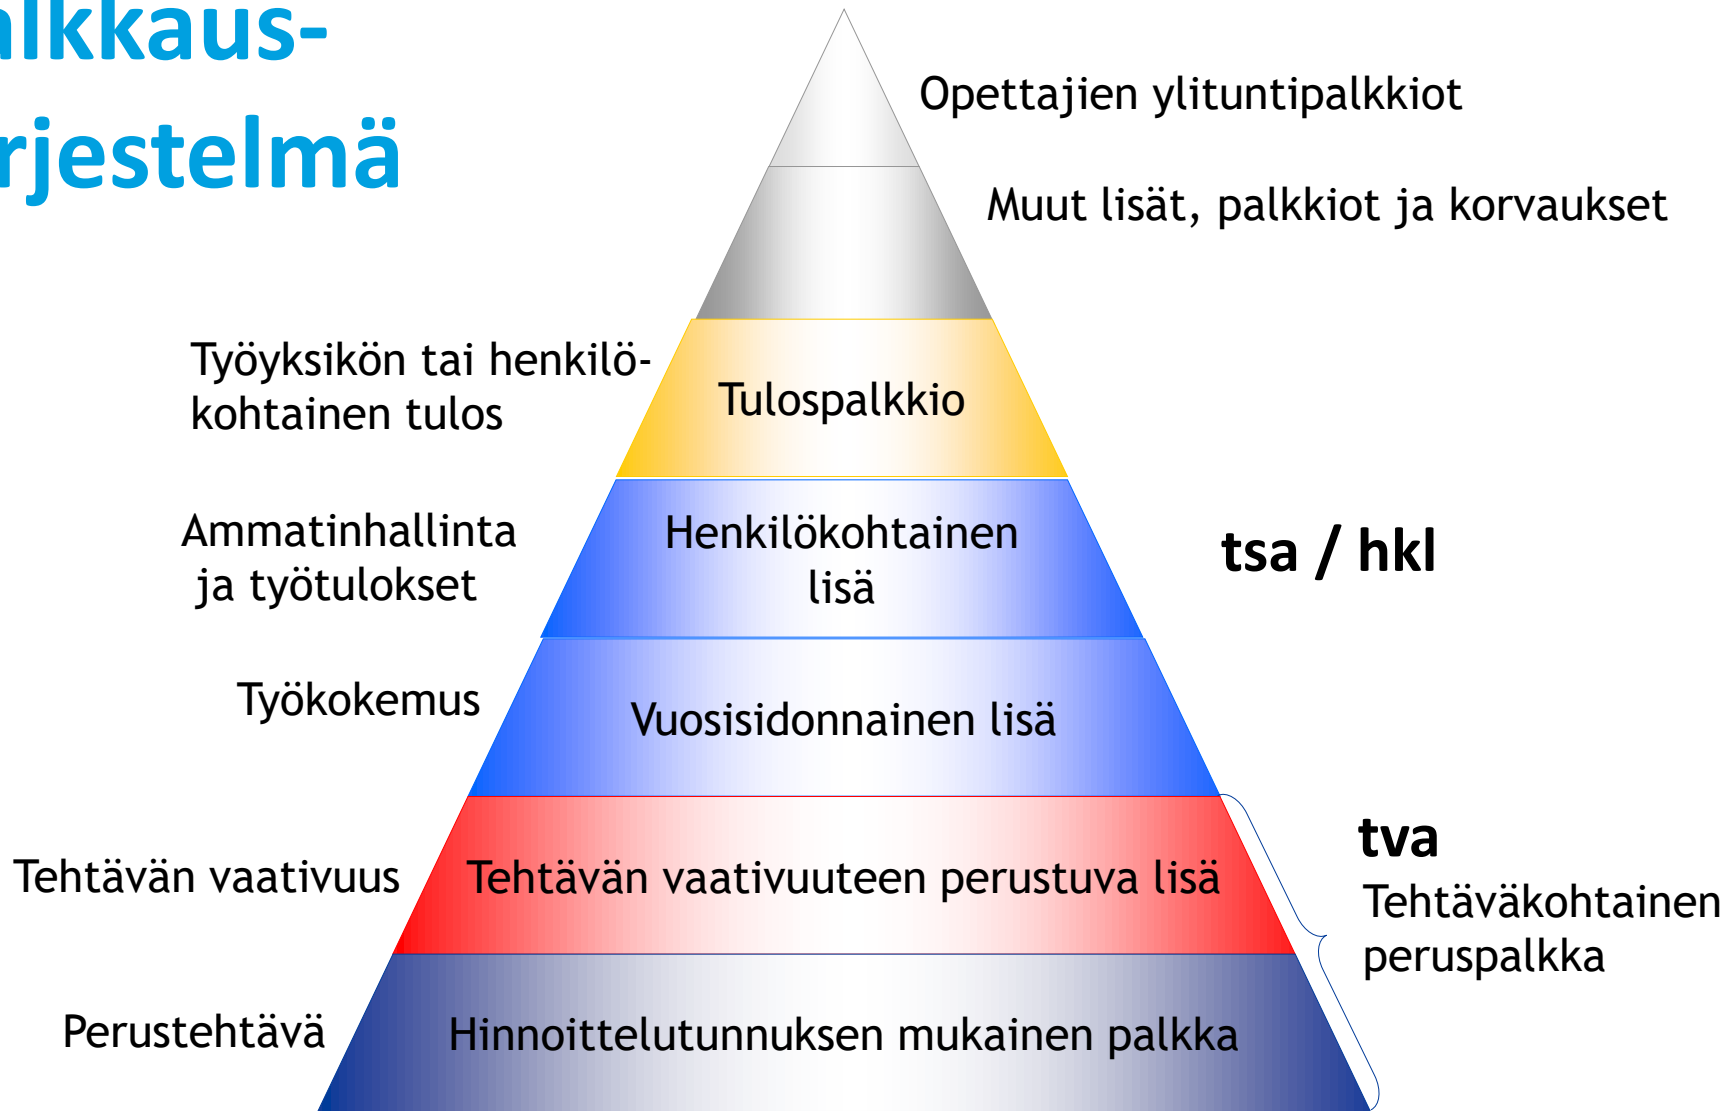 alkkaus-
rjestelmä
Opettajien ylituntipalkkiot
Muut lisät, palkkiot ja korvaukset
Työyksikön tai henkilö-
kohtainen tulos
Tulospalkkio
Ammatinhallinta
ja työtulokset
Henkilökohtainen
lisä
tsa / hkl
Työkokemus
Vuosisidonnainen lisä
Tehtävän vaativuus
Tehtävän vaativuuteen perustuva lisä
tva
Tehtäväkohtainen
peruspalkka
Perustehtävä
Hinnoittelutunnuksen mukainen palkka